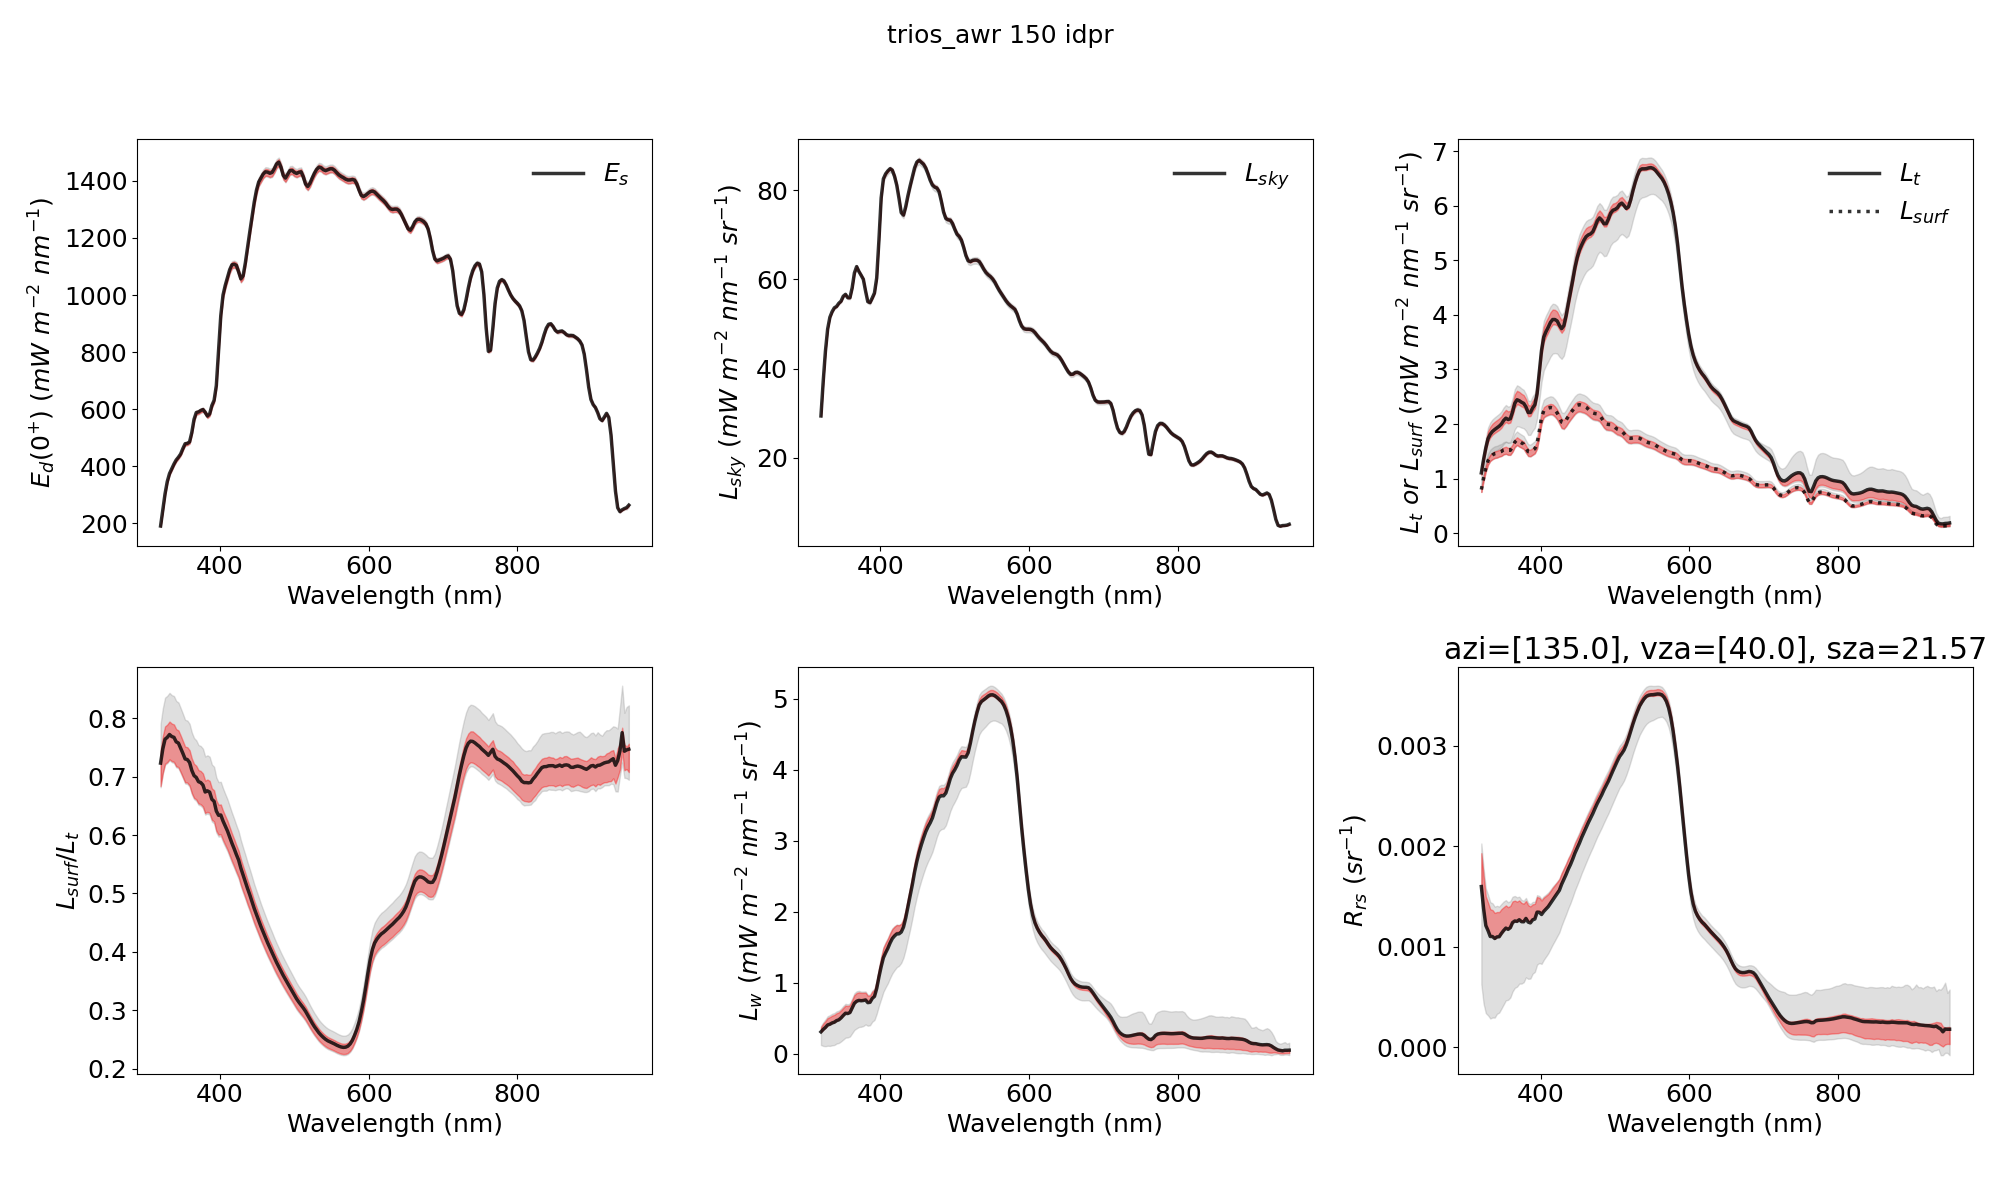 trios_awr 150 idpr
1400
1200
1000
800
600
400
200
E_d(0⁺) (mW m⁻² nm⁻¹)
E_s
400 600 800
Wavelength (nm)
80
60
40
20
L_sky (mW m⁻² nm⁻¹ sr⁻¹)
L_sky
400 600 800
Wavelength (nm)
7
6
5
4
3
2
1
0
L_t or L_surf (mW m⁻² nm⁻¹ sr⁻¹)
L_t
L_surf
400 600 800
Wavelength (nm)
0.8
0.7
0.6
0.5
0.4
0.3
0.2
L_surf/L_t
400 600 800
Wavelength (nm)
5
4
3
2
1
0
L_w (mW m⁻² nm⁻¹ sr⁻¹)
400 600 800
Wavelength (nm)
azi=[135.0], vza=[40.0], sza=21.57
0.003
0.002
0.001
0.000
R_rs (sr⁻¹)
400 600 800
Wavelength (nm)